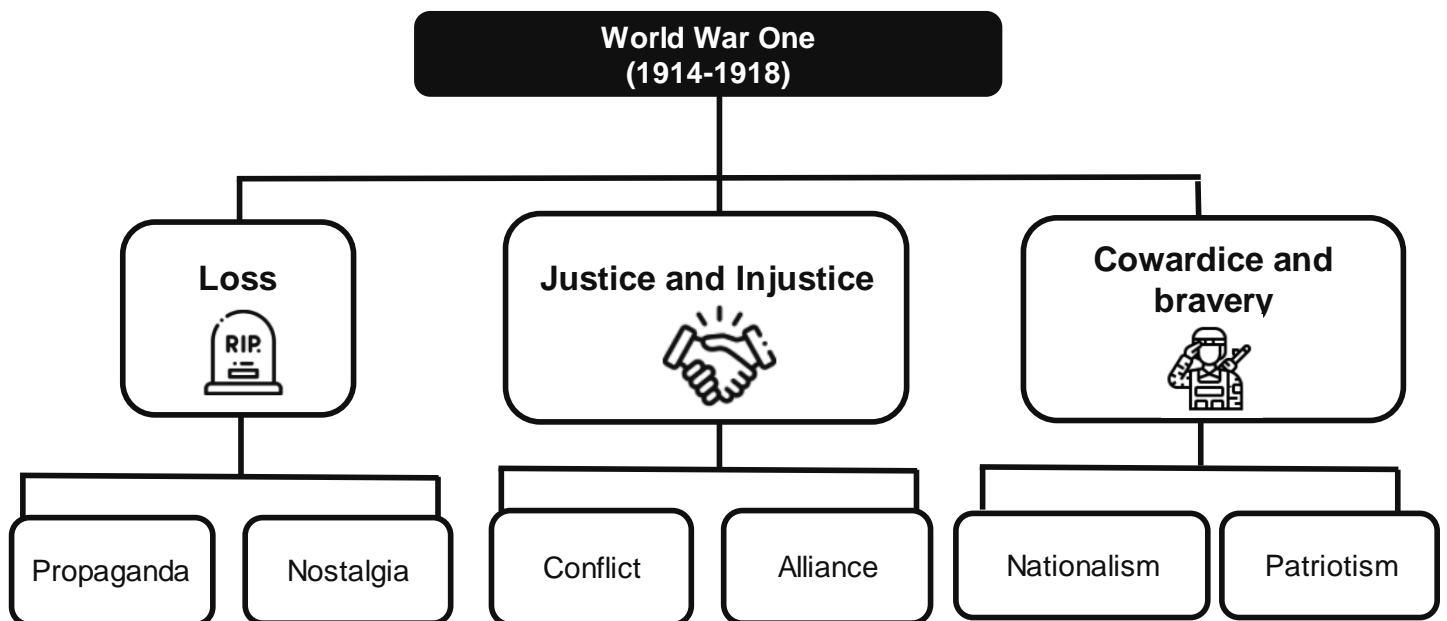 World War One
(1914-1918)
Loss
RIP.
Justice and Injustice
Cowardice and
bravery
Propaganda
Nostalgia
Conflict
Alliance
Nationalism
Patriotism